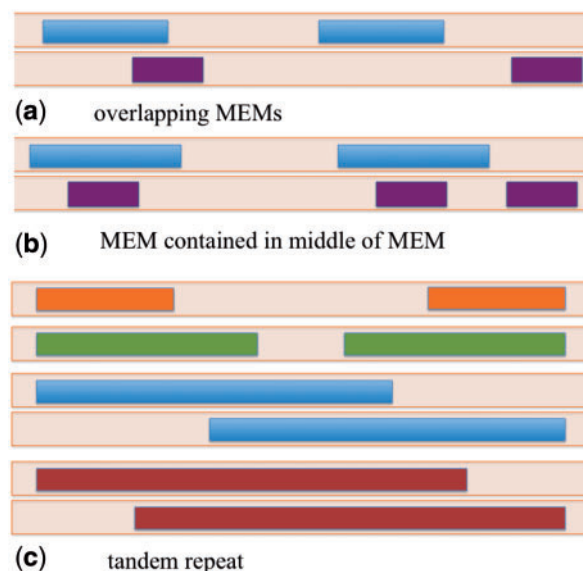 (a) overlapping MEMs
(b) MEM contained in middle of MEM
(c) tandem repeat